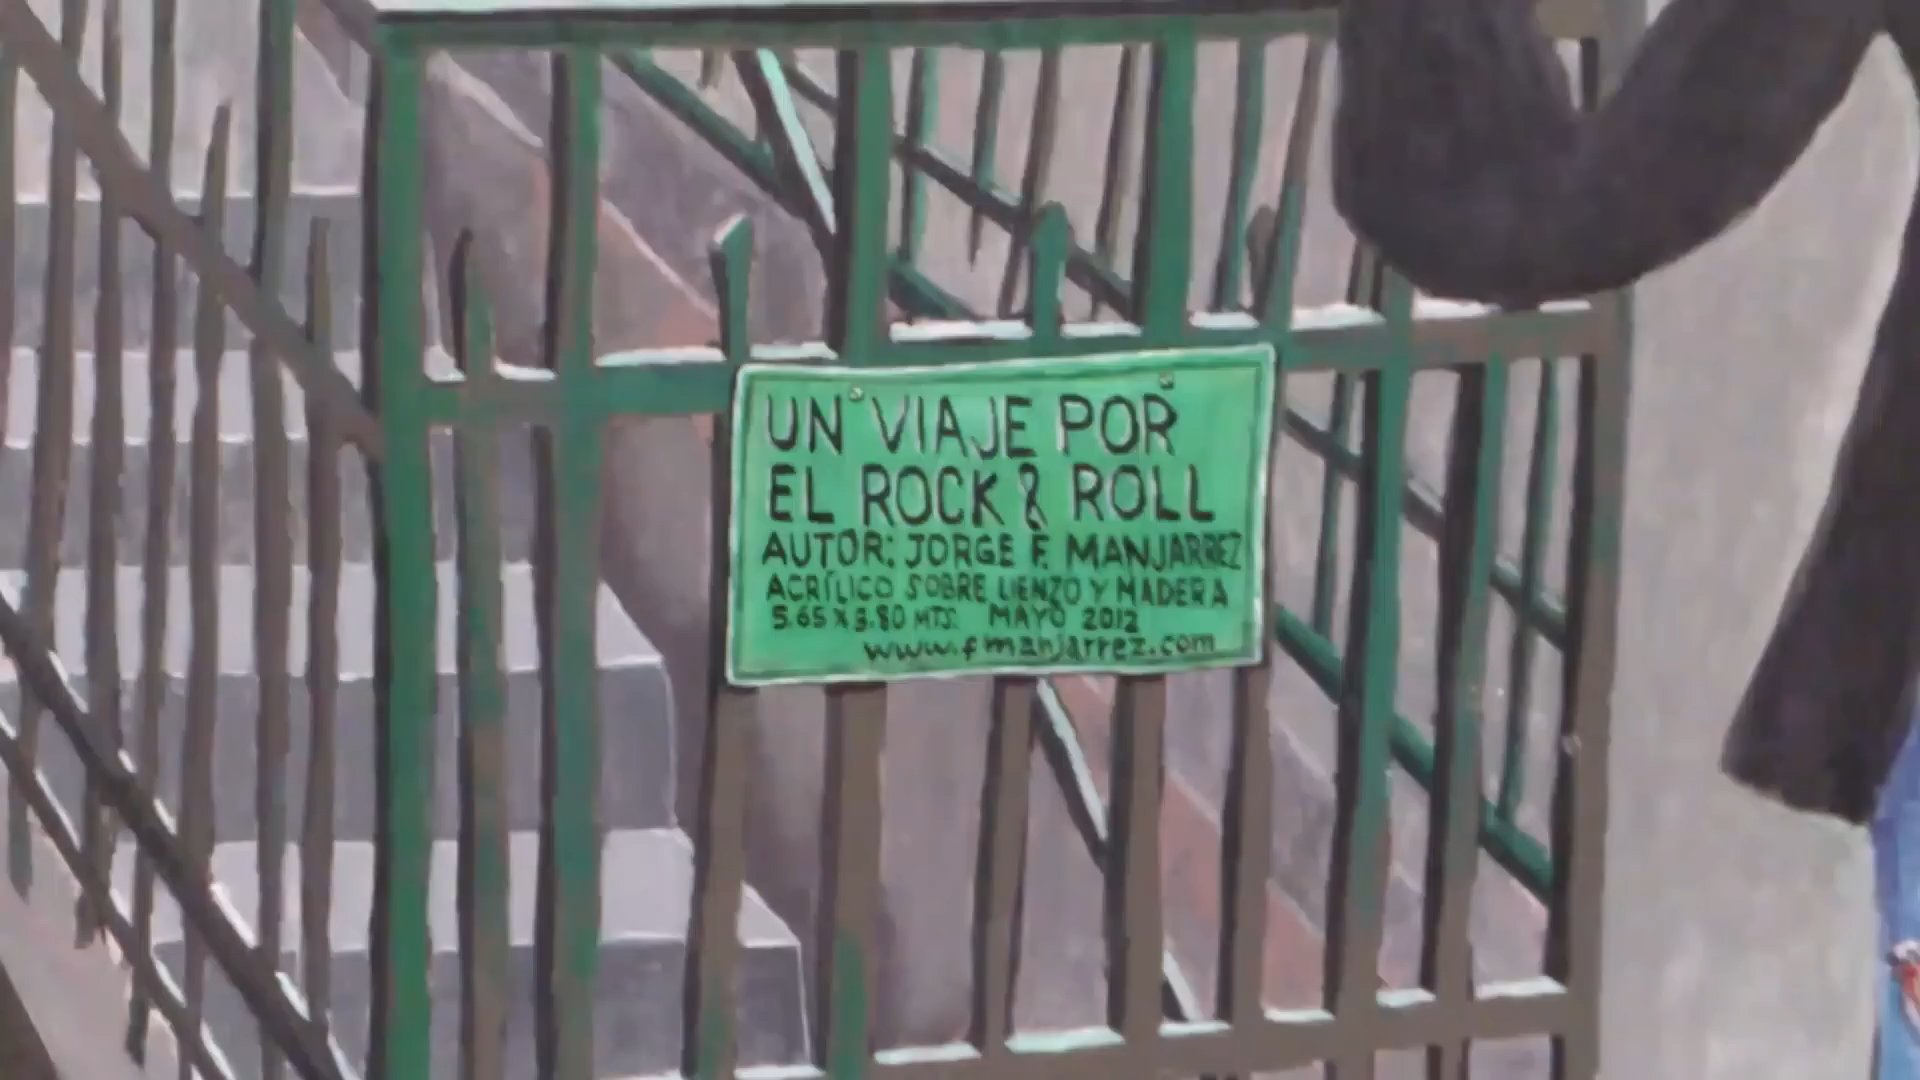 UN VIAJE POR
EL ROCK & ROLL
AUTOR: JORGE F. MANJARREZ
ACRÍLICO SOBRE LIENZO Y MADERA
5.65 X 3.80 MTS. MAYO 2012
www.fmanjarrez.com